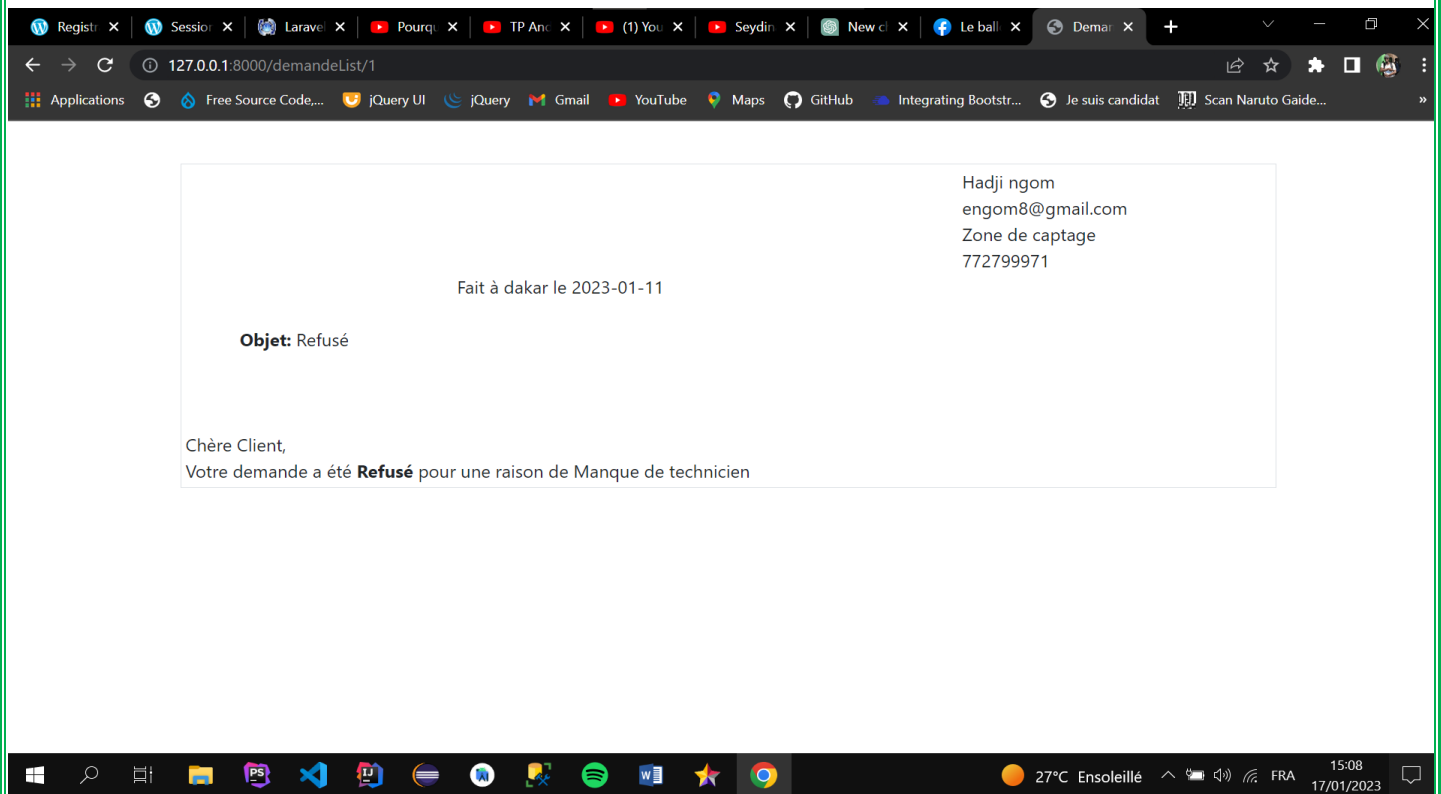 Registr
Session
Laravel
Pourqu
TP And
(1) You
Seydin
New ch
Le ball
Deman
127.0.0.1:8000/demandeList/1
Applications
Free Source Code,...
jQuery UI
jQuery
Gmail
YouTube
Maps
GitHub
Integrating Bootstr...
Je suis candidat
Scan Naruto Gaide...
»
Hadji ngom
engom8@gmail.com
Zone de captage
772799971
Fait à dakar le 2023-01-11
Objet: Refusé
Chère Client,
Votre demande a été Refusé pour une raison de Manque de technicien
27°C Ensoleillé
FRA
15:08
17/01/2023